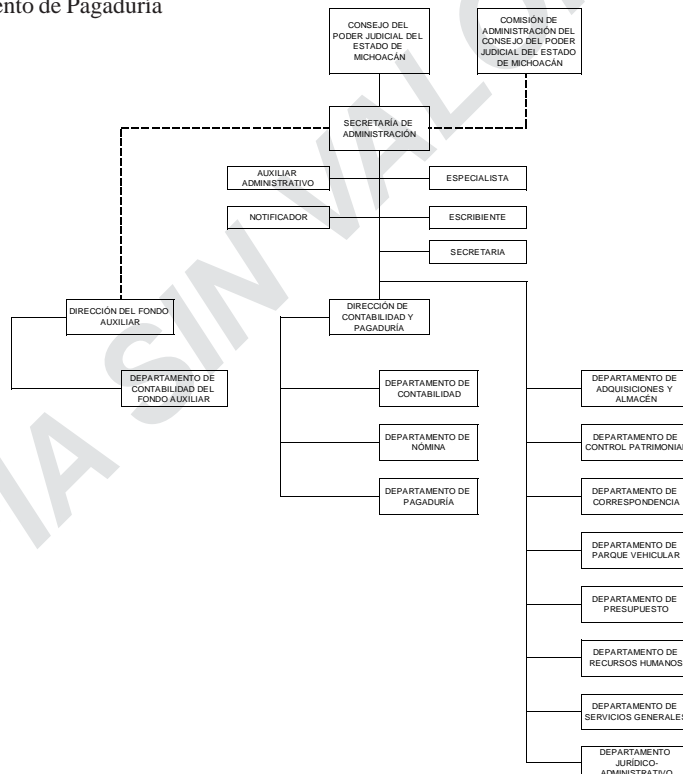 ento de Pagaduría
CONSEJO DEL
PODER JUDICIAL DEL
ESTADO DE
MICHOACÁN
COMISIÓN DE
ADMINISTRACIÓN DEL
CONSEJO DEL PODER
JUDICIAL DEL ESTADO
DE MICHOACÁN
SECRETARÍA DE
ADMINISTRACIÓN
AUXILIAR
ADMINISTRATIVO
ESPECIALISTA
NOTIFICADOR
ESCRIBIENTE
SECRETARIA
DIRECCIÓN DEL FONDO
AUXILIAR
DIRECCIÓN DE
CONTABILIDAD Y
PAGADURÍA
DEPARTAMENTO DE
CONTABILIDAD DEL
FONDO AUXILIAR
DEPARTAMENTO DE
CONTABILIDAD
DEPARTAMENTO DE
ADQUISICIONES Y
ALMACÉN
DEPARTAMENTO DE
NÓMINA
DEPARTAMENTO DE
CONTROL PATRIMONIAL
DEPARTAMENTO DE
PAGADURÍA
DEPARTAMENTO DE
CORRESPONDENCIA
DEPARTAMENTO DE
PARQUE VEHICULAR
DEPARTAMENTO DE
PRESUPUESTO
DEPARTAMENTO DE
RECURSOS HUMANOS
DEPARTAMENTO DE
SERVICIOS GENERALES
DEPARTAMENTO
JURÍDICO-
ADMINISTRATIVO
IA SIN VALO